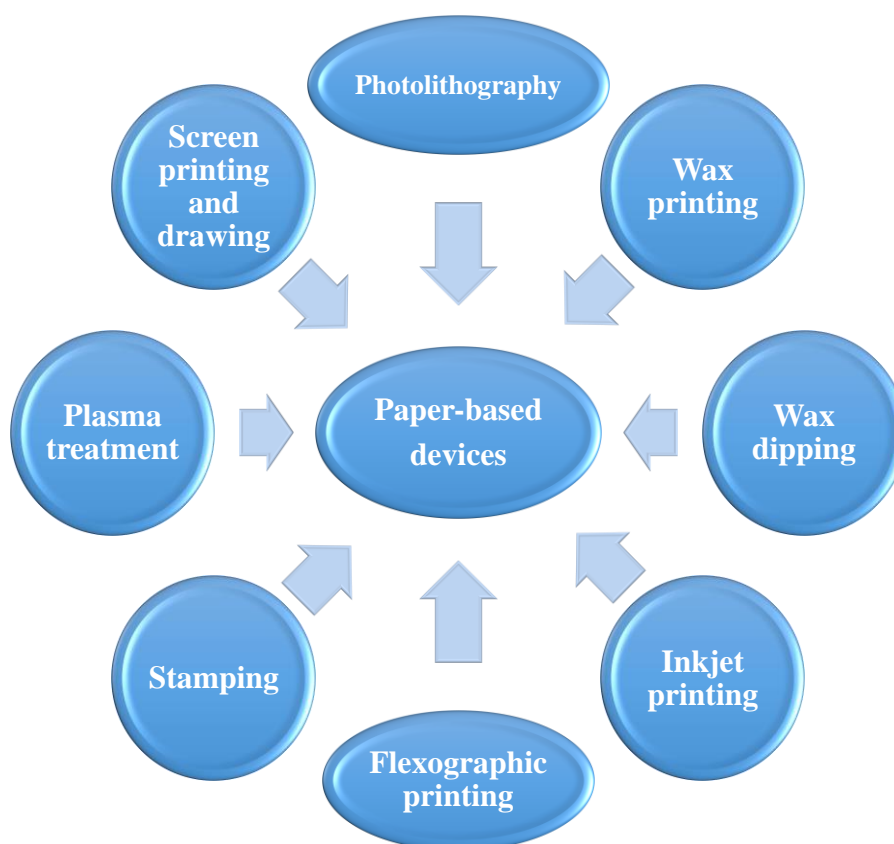 Photolithography
Screen
printing
and
drawing
Wax
printing
Plasma
treatment
Paper-based
devices
Wax
dipping
Stamping
Inkjet
printing
Flexographic
printing